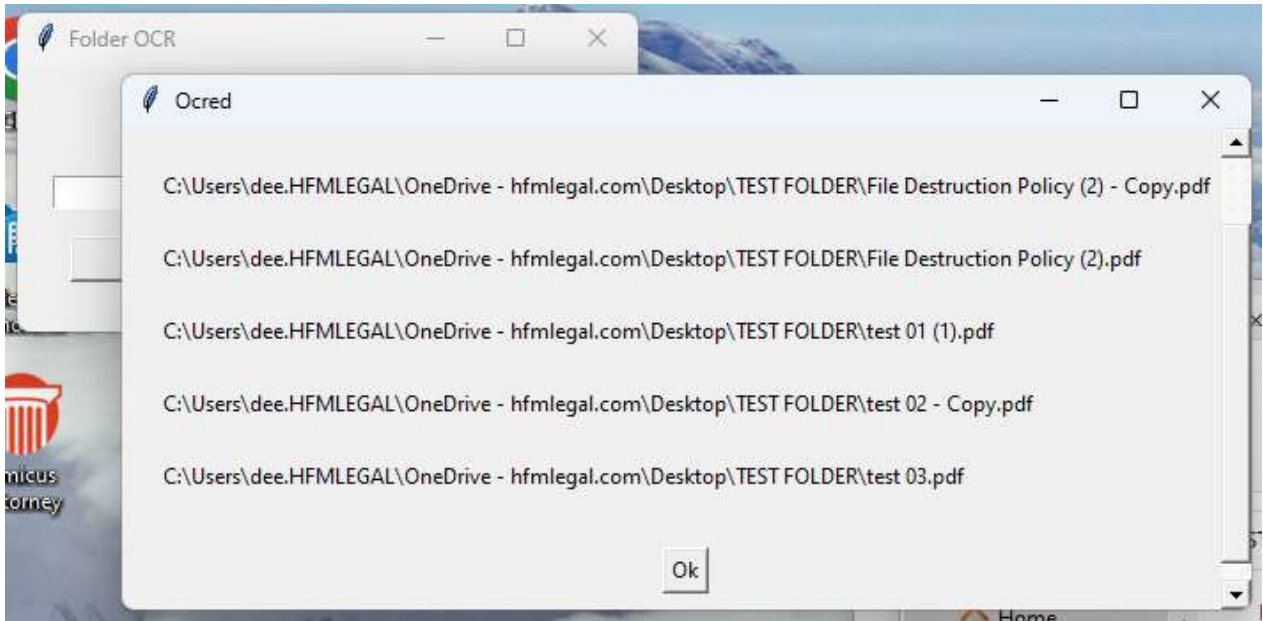 Folder OCR
Ocred
C:\Users\dee.HFMLEGAL\OneDrive - hfmlegal.com\Desktop\TEST FOLDER\File Destruction Policy (2) - Copy.pdf
C:\Users\dee.HFMLEGAL\OneDrive - hfmlegal.com\Desktop\TEST FOLDER\File Destruction Policy (2).pdf
C:\Users\dee.HFMLEGAL\OneDrive - hfmlegal.com\Desktop\TEST FOLDER\test 01 (1).pdf
C:\Users\dee.HFMLEGAL\OneDrive - hfmlegal.com\Desktop\TEST FOLDER\test 02 - Copy.pdf
C:\Users\dee.HFMLEGAL\OneDrive - hfmlegal.com\Desktop\TEST FOLDER\test 03.pdf
micus
torney
Ok
Home